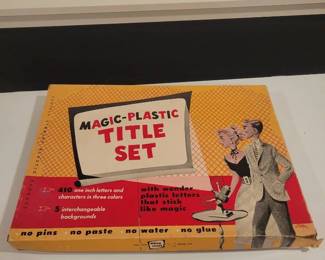 MAGIC-PLASTIC
TITLE
SET
410 one inch letters and
characters in three colors
5 interchangeable
backgrounds
with wonder
plastic letters
that stick
like magic
no pins no paste no water no glue